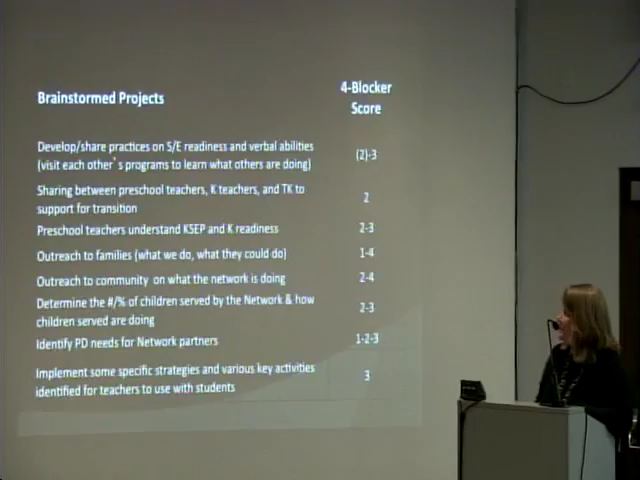 Brainstormed Projects
4-Blocker
Score
Develop/share practices on S/E readiness and verbal abilities
(visit each other's programs to learn what others are doing)
(2)-3
Sharing between preschool teachers, K teachers, and TK to
support for transition
2
Preschool teachers understand KSEP and K readiness
2-3
Outreach to families (what we do, what they could do)
1-4
Outreach to community on what the network is doing
2-4
Determine the #/% of children served by the Network & how
children served are doing
2-3
Identify PD needs for Network partners
1-2-3
Implement some specific strategies and various key activities
identified for teachers to use with students
3